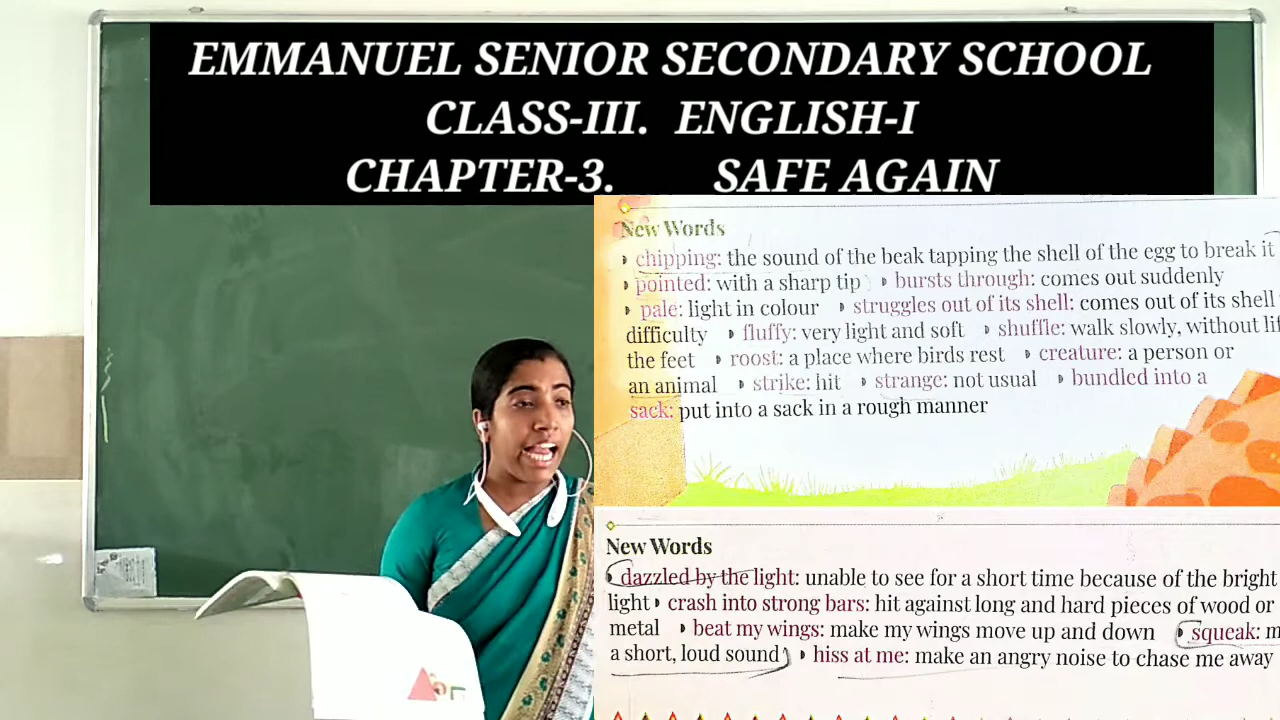 EMMANUEL SENIOR SECONDARY SCHOOL
CLASS-III. ENGLISH-I
CHAPTER-3. SAFE AGAIN
New Words
chipping: the sound of the beak tapping the shell of the egg to break it
pointed: with a sharp tip bursts through: comes out suddenly
pale: light in colour struggles out of its shell: comes out of its shell
difficulty fluffy: very light and soft shuffle: walk slowly, without lif
the feet roost: a place where birds rest creature: a person or
an animal strike: hit strange: not usual bundled into a
sack: put into a sack in a rough manner
New Words
dazzled by the light: unable to see for a short time because of the bright
light crash into strong bars: hit against long and hard pieces of wood or
metal beat my wings: make my wings move up and down squeak: m
a short, loud sound hiss at me: make an angry noise to chase me away